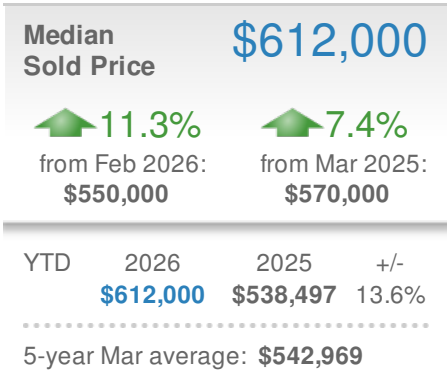 Median $612,000
Sold Price
11.3% 7.4%
from Feb 2026: from Mar 2025:
$550,000 $570,000
YTD 2026 2025 +/-
$612,000 $538,497 13.6%
5-year Mar average: $542,969